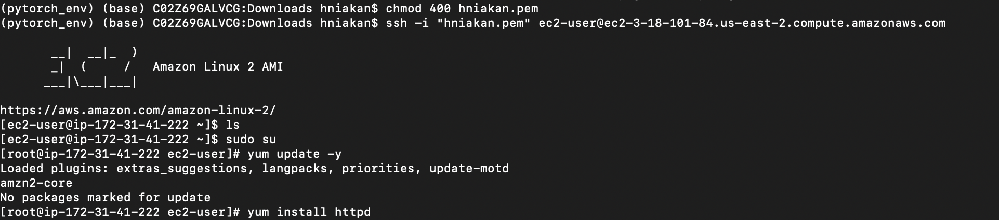 (pytorch_env) (base) C02Z69GALVCG:Downloads hniakan$ chmod 400 hniakan.pem
(pytorch_env) (base) C02Z69GALVCG:Downloads hniakan$ ssh -i "hniakan.pem" ec2-user@ec2-3-18-101-84.us-east-2.compute.amazonaws.com

       __|  __|_  )
       _|  (     /   Amazon Linux 2 AMI
      ___|\___|___|

https://aws.amazon.com/amazon-linux-2/
[ec2-user@ip-172-31-41-222 ~]$ ls
[ec2-user@ip-172-31-41-222 ~]$ sudo su
[root@ip-172-31-41-222 ec2-user]# yum update -y
Loaded plugins: extras_suggestions, langpacks, priorities, update-motd
amzn2-core
No packages marked for update
[root@ip-172-31-41-222 ec2-user]# yum install httpd